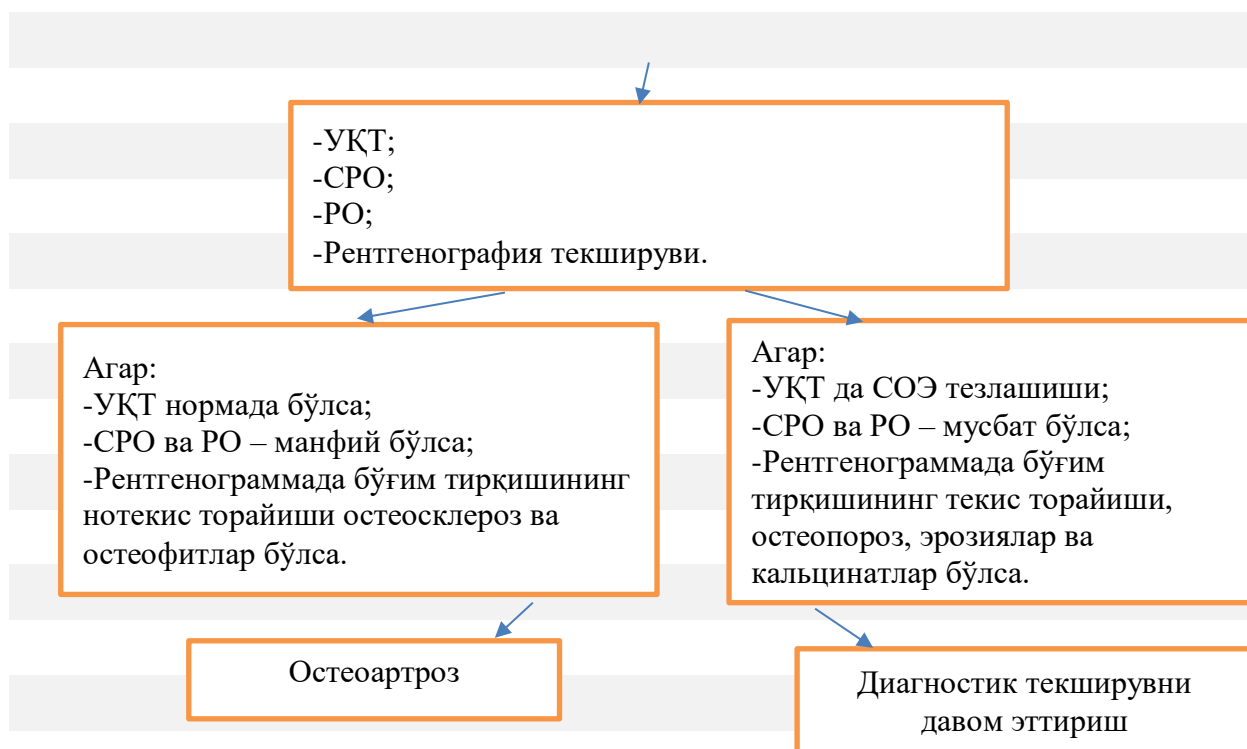 -УҚТ;
-СРО;
-РО;
-Рентгенография текшируви.
Агар:
-УҚТ нормада бўлса;
-СРО ва РО – манфий бўлса;
-Рентгенограммада бўғим тирқишининг
нотекис торайиши остеосклероз ва
остеофитлар бўлса.
Агар:
-УҚТ да СОЭ тезлашиши;
-СРО ва РО – мусбат бўлса;
-Рентгенограммада бўғим
тирқишининг текис торайиши,
остеопороз, эрозиялар ва
кальцинатлар бўлса.
Остеоартроз
Диагностик текширувни
давом эттириш